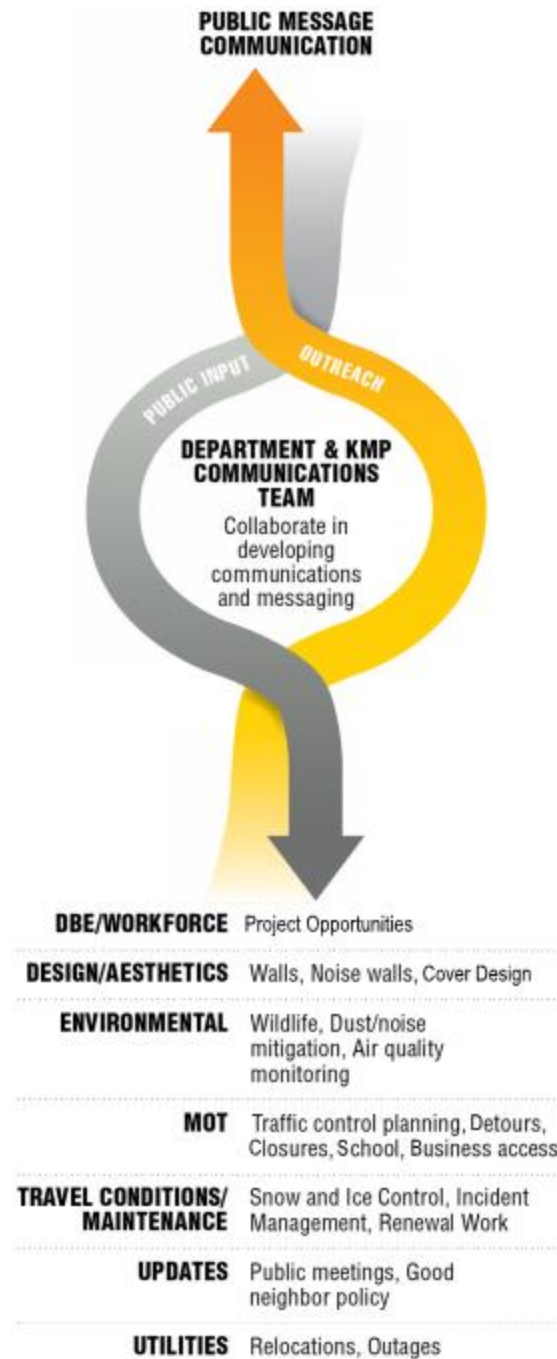 PUBLIC MESSAGE
COMMUNICATION
PUBLIC INPUT
OUTREACH
DEPARTMENT & KMP
COMMUNICATIONS
TEAM
Collaborate in
developing
communications
and messaging
DBE/WORKFORCE Project Opportunities
DESIGN/AESTHETICS Walls, Noise walls, Cover Design
ENVIRONMENTAL Wildlife, Dust/noise
mitigation, Air quality
monitoring
MOT Traffic control planning, Detours,
Closures, School, Business access
TRAVEL CONDITIONS/ Snow and Ice Control, Incident
MAINTENANCE Management, Renewal Work
UPDATES Public meetings, Good
neighbor policy
UTILITIES Relocations, Outages